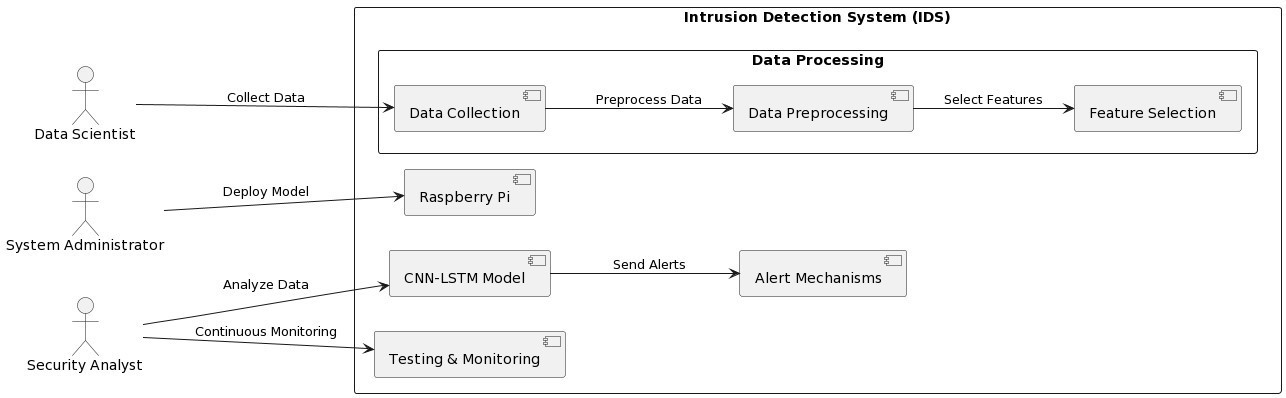 Intrusion Detection System (IDS)
Data Processing
Data Scientist
Collect Data
Data Collection
Preprocess Data
Data Preprocessing
Select Features
Feature Selection
System Administrator
Deploy Model
Raspberry Pi
Security Analyst
Analyze Data
CNN-LSTM Model
Send Alerts
Alert Mechanisms
Continuous Monitoring
Testing & Monitoring